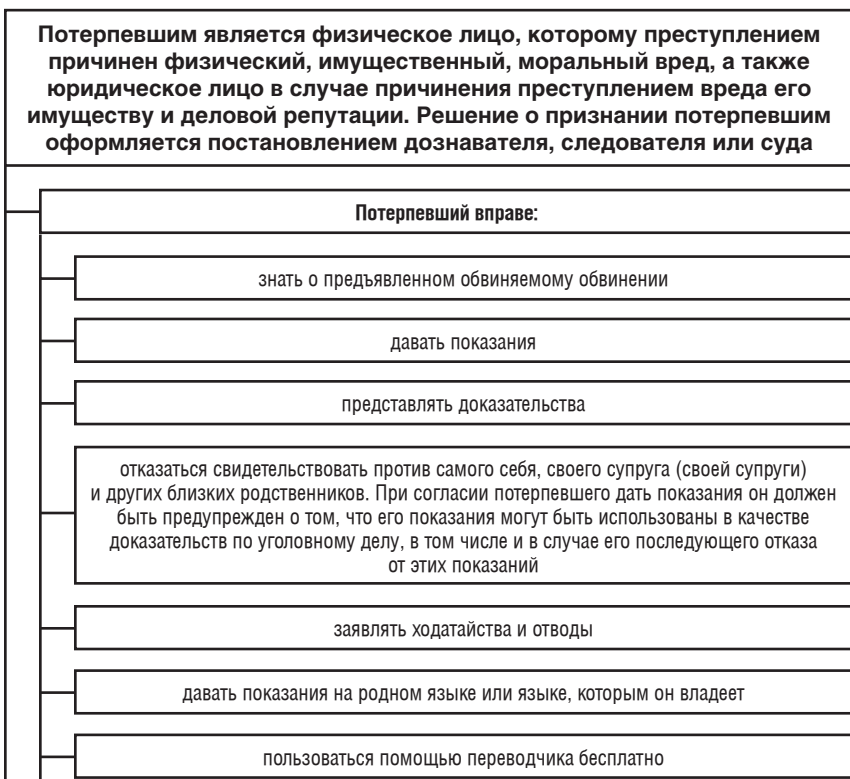 Потерпевшим является физическое лицо, которому преступлением
причинен физический, имущественный, моральный вред, а также
юридическое лицо в случае причинения преступлением вреда его
имуществу и деловой репутации. Решение о признании потерпевшим
оформляется постановлением дознавателя, следователя или суда
Потерпевший вправе:
знать о предъявленном обвиняемому обвинении
давать показания
представлять доказательства
отказаться свидетельствовать против самого себя, своего супруга (своей супруги)
и других близких родственников. При согласии потерпевшего дать показания он должен
быть предупрежден о том, что его показания могут быть использованы в качестве
доказательств по уголовному делу, в том числе и в случае его последующего отказа
от этих показаний
заявлять ходатайства и отводы
давать показания на родном языке или языке, которым он владеет
пользоваться помощью переводчика бесплатно